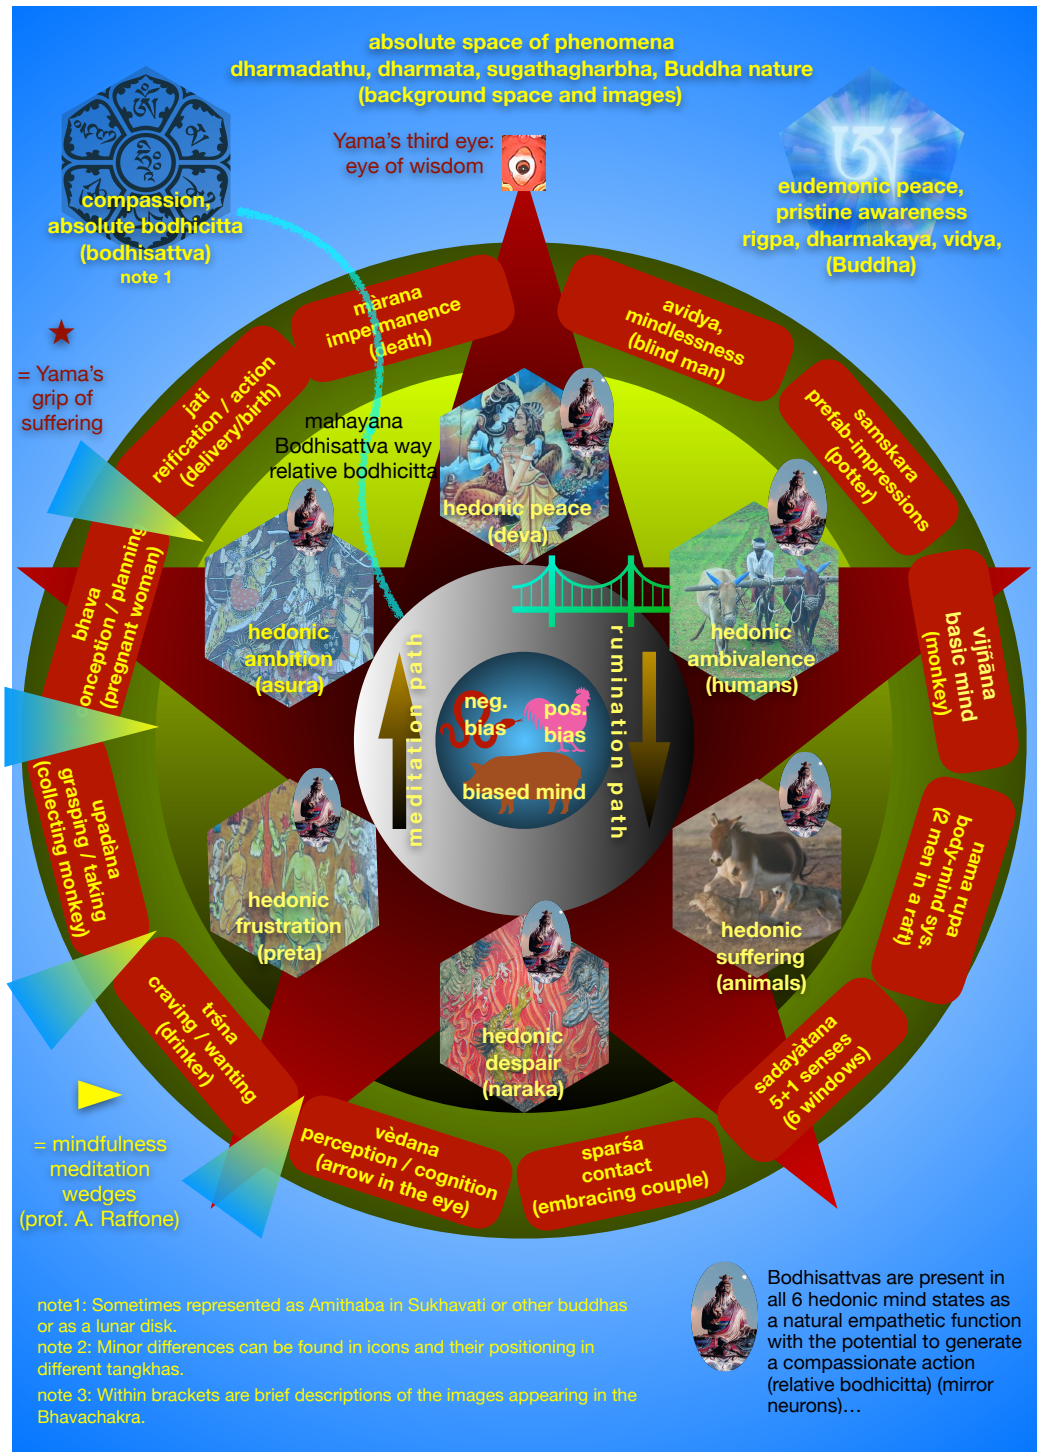 absolute space of phenomena
dharmadathu, dharmata, sugathagharbha, Buddha nature
(background space and images)
Yama's third eye:
eye of wisdom
compassion,
absolute bodhicitta
(bodhisattva)
note 1
eudemonic peace,
pristine awareness
rigpa, dharmakaya, vidya,
(Buddha)
= Yama's
grip of
suffering
màrana
impermanence
(death)
avidya,
mindlessness
(blind man)
samskara
prefab-impressions
(potter)
vijñāna
basic mind
(monkey)
nama rupa
body-mind sys.
(2 men in a raft)
sadayàtana
5+1 senses
(6 windows)
sparśa
contact
(embracing couple)
vèdana
perception / cognition
(arrow in the eye)
trśna
craving / wanting
(drinker)
upadàna
grasping / taking
(collecting monkey)
bhava
onception / planning
(pregnant woman)
jati
reification / action
(delivery/birth)
mahayana
Bodhisattva way
relative bodhicitta
hedonic peace
(deva)
hedonic
ambition
(asura)
hedonic
ambivalence
(humans)
hedonic
frustration
(preta)
hedonic
suffering
(animals)
hedonic
despair
(naraka)
meditation path
rumination path
neg.
bias
pos.
bias
biased mind
= mindfulness
meditation
wedges
(prof. A. Raffone)
note1: Sometimes represented as Amithaba in Sukhavati or other buddhas
or as a lunar disk.
note 2: Minor differences can be found in icons and their positioning in
different tangkhas.
note 3: Within brackets are brief descriptions of the images appearing in the
Bhavachakra.
Bodhisattvas are present in
all 6 hedonic mind states as
a natural empathetic function
with the potential to generate
a compassionate action
(relative bodhicitta) (mirror
neurons)…